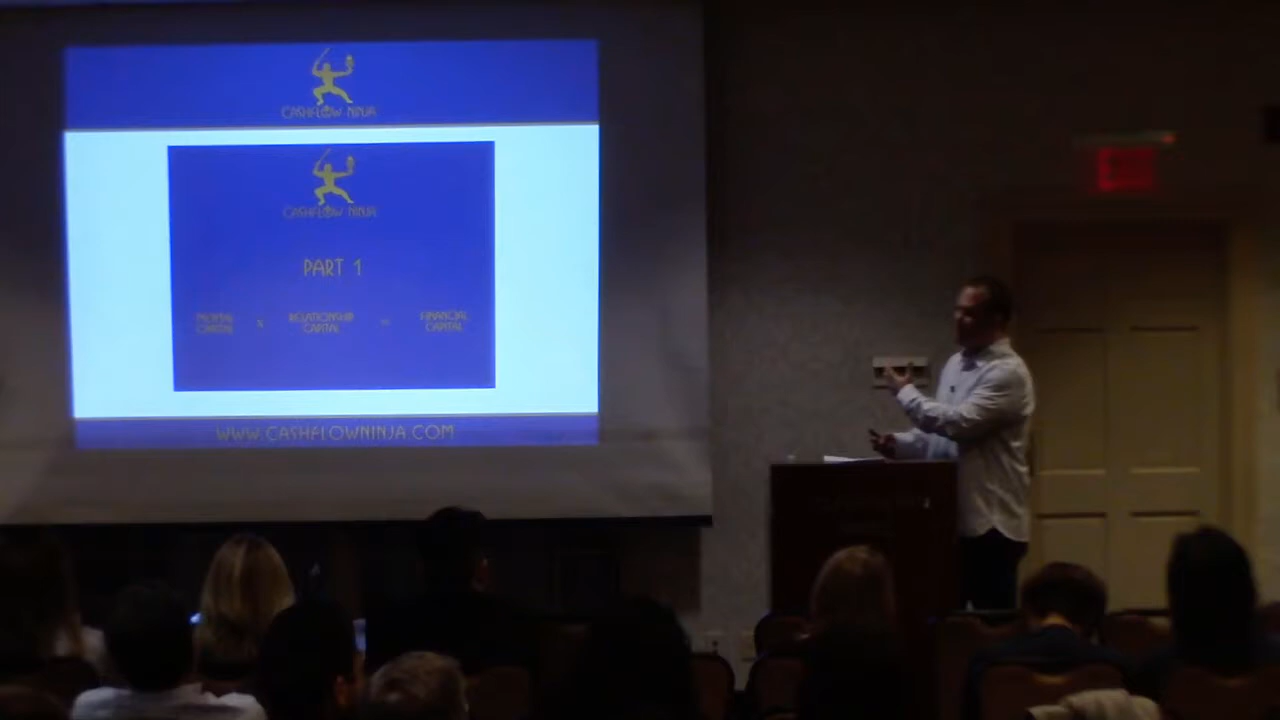 CASHFLOW NINJA
CASHFLOW NINJA
PART 1
MENTAL CAPITAL x RELATIONSHIP CAPITAL = FINANCIAL CAPITAL
WWW.CASHFLOWNINJA.COM